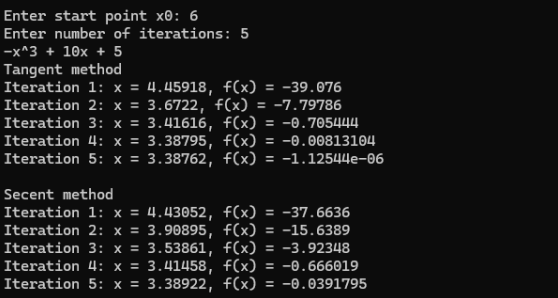 Enter start point x0: 6
Enter number of iterations: 5
-x^3 + 10x + 5
Tangent method
Iteration 1: x = 4.45918, f(x) = -39.076
Iteration 2: x = 3.6722, f(x) = -7.79786
Iteration 3: x = 3.41616, f(x) = -0.705444
Iteration 4: x = 3.38795, f(x) = -0.00813104
Iteration 5: x = 3.38762, f(x) = -1.12544e-06

Secent method
Iteration 1: x = 4.43052, f(x) = -37.6636
Iteration 2: x = 3.90895, f(x) = -15.6389
Iteration 3: x = 3.53861, f(x) = -3.92348
Iteration 4: x = 3.41458, f(x) = -0.666019
Iteration 5: x = 3.38922, f(x) = -0.0391795